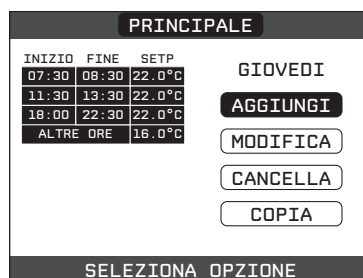 PRINCIPALE
INIZIO FINE SETP
07:30 08:30 22.0°C
11:30 13:30 22.0°C
18:00 22:30 22.0°C
ALTRE ORE 16.0°C
GIOVEDI
AGGIUNGI
MODIFICA
CANCELLA
COPIA
SELEZIONA OPZIONE